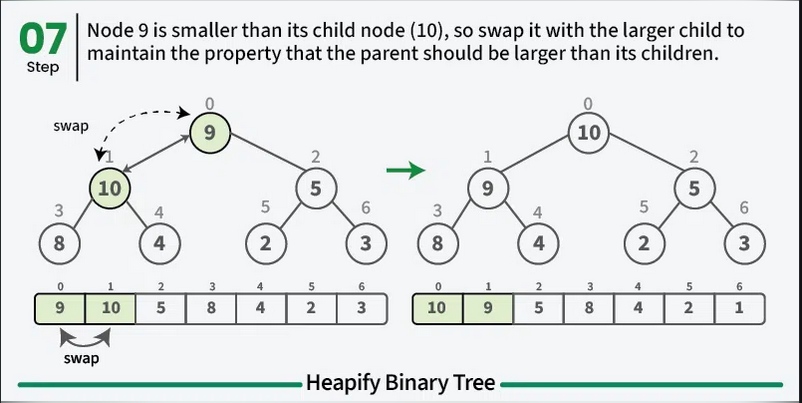 07
Step
Node 9 is smaller than its child node (10), so swap it with the larger child to
maintain the property that the parent should be larger than its children.
swap
0
9
1
10
2
5
3
8
4
4
5
2
6
3
0
10
1
9
2
5
3
8
4
4
5
2
6
3
0 1 2 3 4 5 6
9 10 5 8 4 2 3
swap
0 1 2 3 4 5 6
10 9 5 8 4 2 1
Heapify Binary Tree